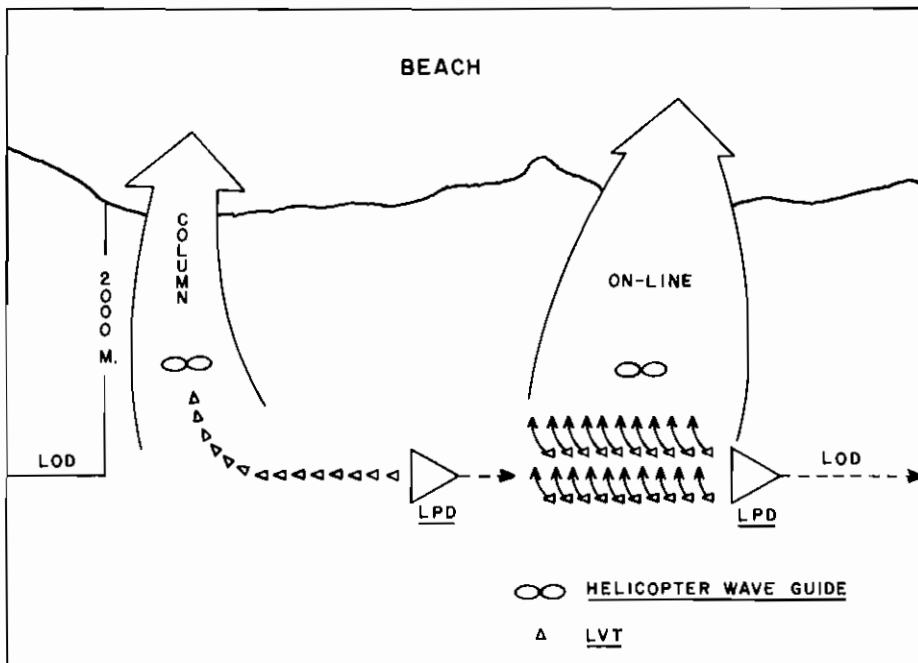 BEACH
COLUMN
2000 M.
ON-LINE
LOD
LOD
LPD
LPD
HELICOPTER WAVE GUIDE
LVT